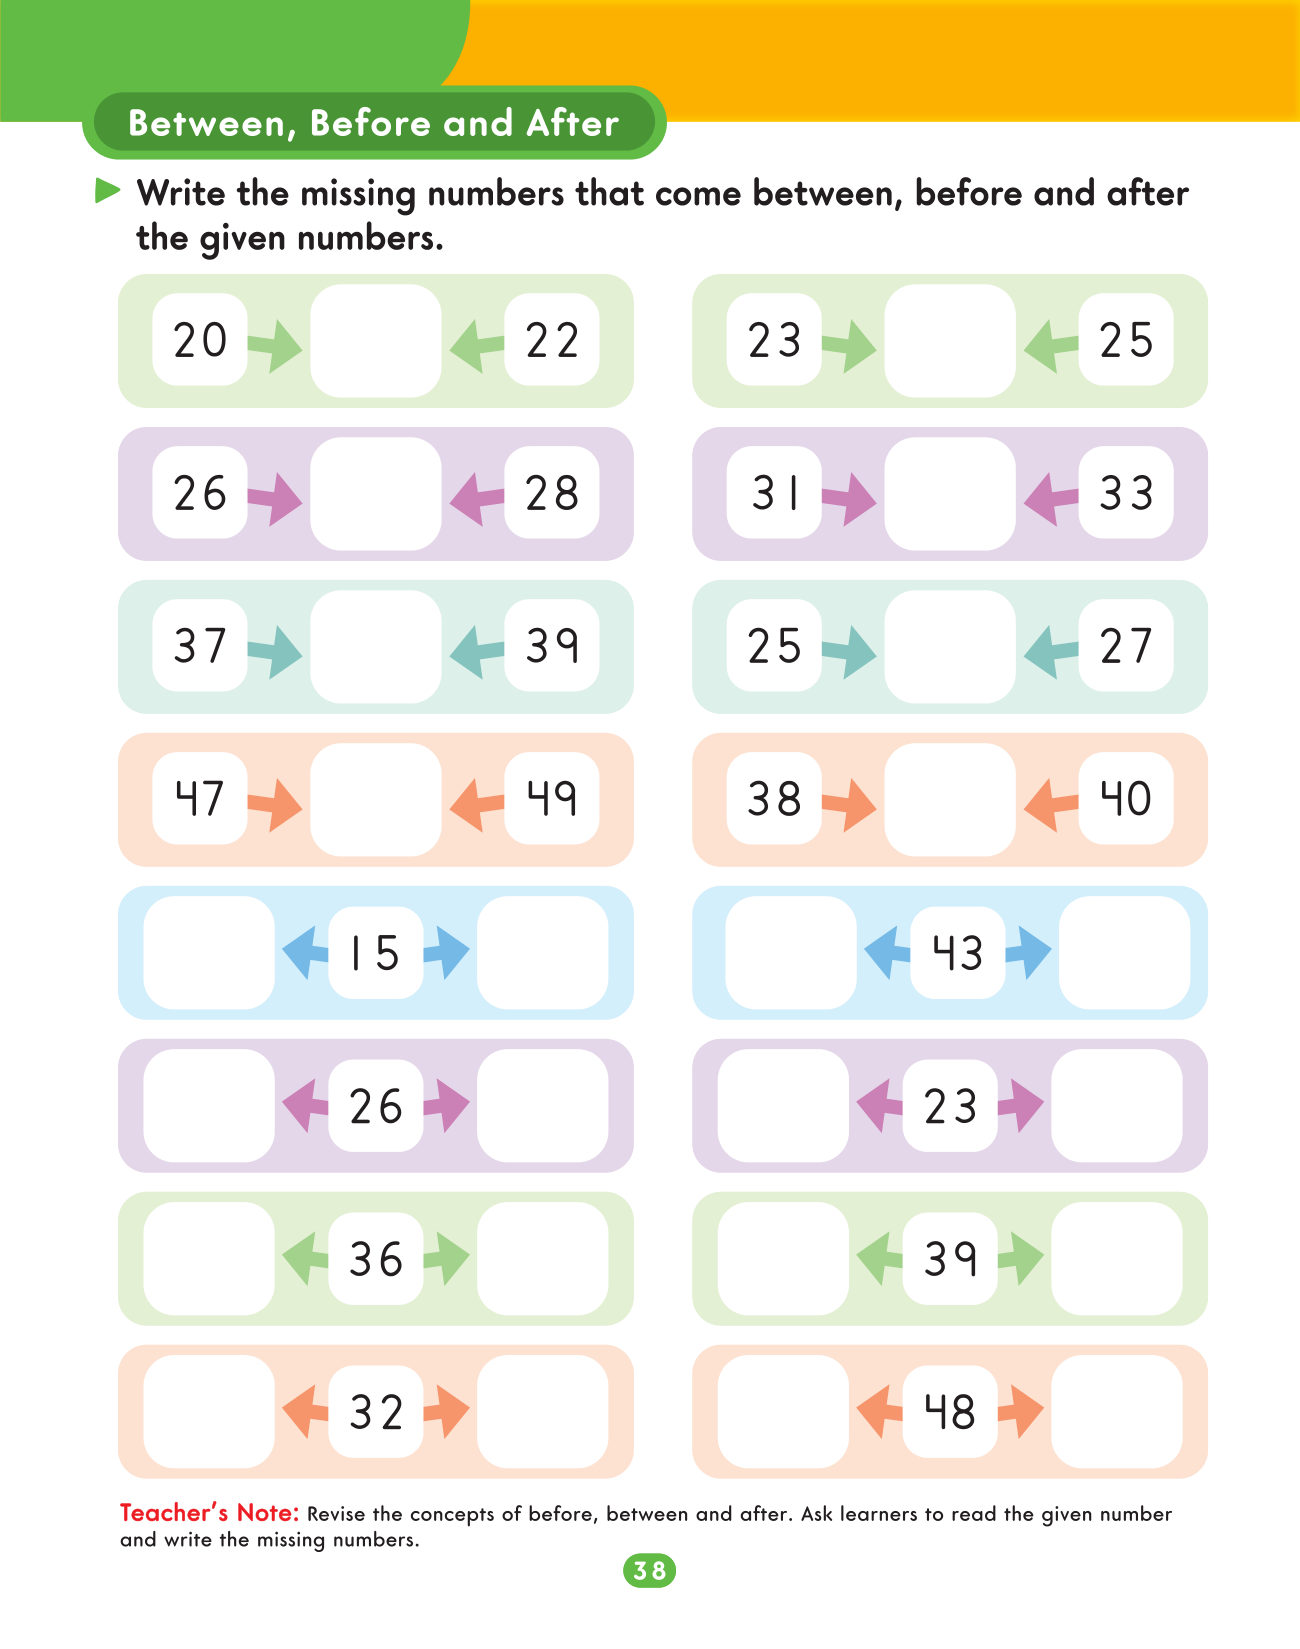 Between, Before and After
Write the missing numbers that come between, before and after
the given numbers.
20 22 23 25
26 28 31 33
37 39 25 27
47 49 38 40
15 43
26 23
36 39
32 48
Teacher's Note: Revise the concepts of before, between and after. Ask learners to read the given number
and write the missing numbers.
38